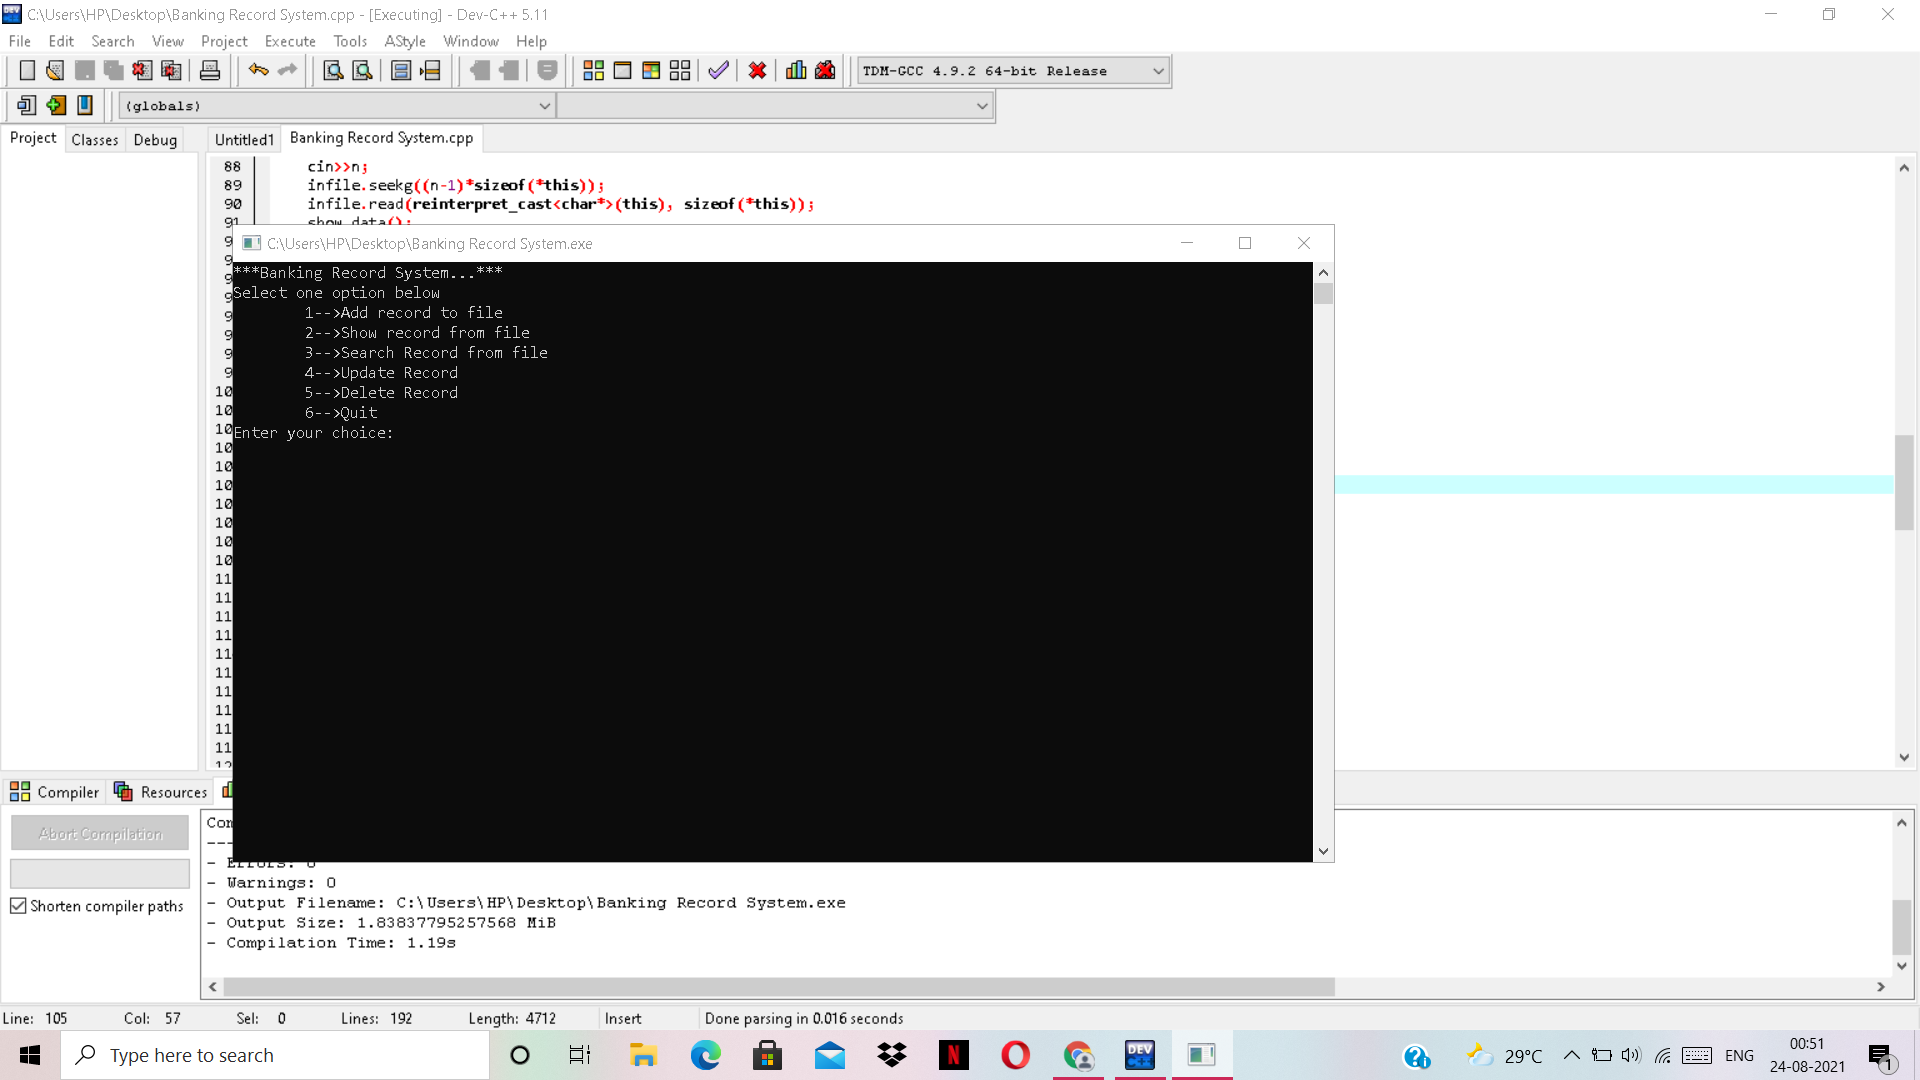 C:\Users\HP\Desktop\Banking Record System.cpp - [Executing] - Dev-C++ 5.11
File Edit Search View Project Execute Tools AStyle Window Help
TDM-GCC 4.9.2 64-bit Release
(globals)
Project Classes Debug
Untitled1 Banking Record System.cpp
88 cin>>n;
89 infile.seekg((n-1)*sizeof(*this));
90 infile.read(reinterpret_cast<char*>(this), sizeof(*this));
91 show_data();
C:\Users\HP\Desktop\Banking Record System.exe
***Banking Record System...***
Select one option below
1-->Add record to file
2-->Show record from file
3-->Search Record from file
4-->Update Record
5-->Delete Record
6-->Quit
Enter your choice:
Compiler Resources
Abort Compilation
Shorten compiler paths
- Errors: 0
- Warnings: 0
- Output Filename: C:\Users\HP\Desktop\Banking Record System.exe
- Output Size: 1.83837795257568 MiB
- Compilation Time: 1.19s
Line: 105 Col: 57 Sel: 0 Lines: 192 Length: 4712 Insert Done parsing in 0.016 seconds
Type here to search
DEV
29°C
ENG
00:51
24-08-2021
1